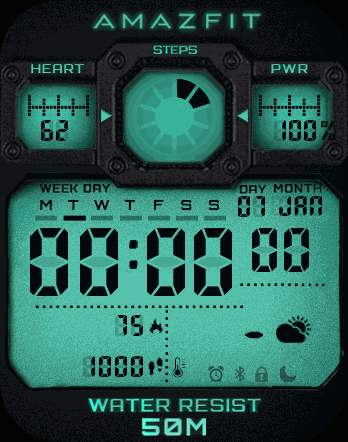 AMAZFIT
STEPS
HEART PWR
62 100%
WEEK DAY DAY MONTH
M T W T F S S 07 JAN
00:00 00
75
1000
WATER RESIST
50M